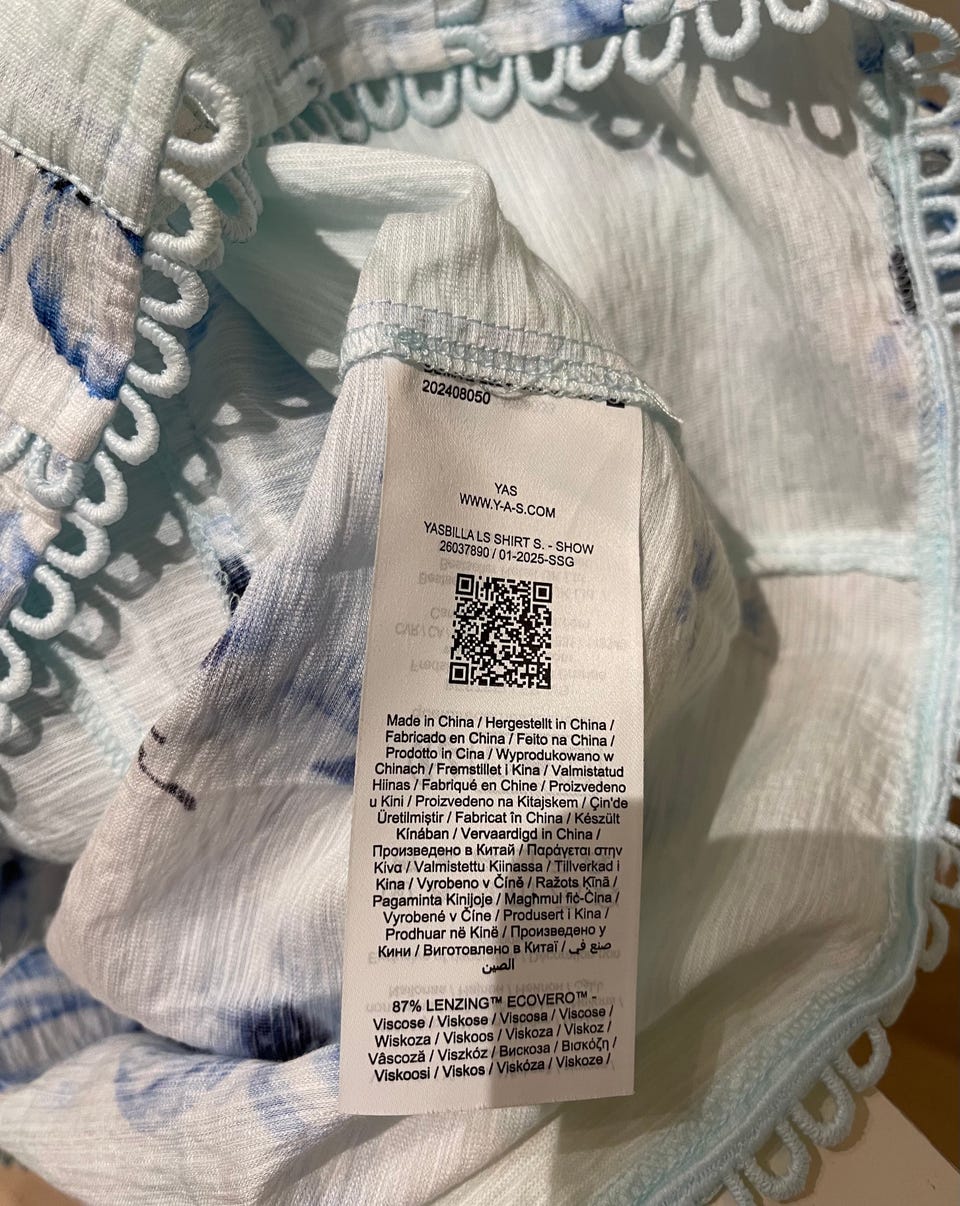 202408050
YAS
WWW.Y-A-S.COM
YASBILLA LS SHIRT S. - SHOW
26037890 / 01-2025-SSG
Made in China / Hergestellt in China /
Fabricado en China / Feito na China /
Prodotto in Cina / Wyprodukowano w
Chinach / Fremstillet i Kina / Valmistatud
Hiinas / Fabriqué en Chine / Proizvedeno
u Kini / Proizvedeno na Kitajskem / Çin'de
Üretilmiştir / Fabricat în China / Készült
Kínában / Vervaardigd in China /
Произведено в Китай / Παράγεται στην
Κίνα / Valmistettu Kiinassa / Tillverkad i
Kina / Vyrobeno v Číně / Ražots Ķīnā /
Pagaminta Kinijoje / Magħmul fiċ-Ċina /
Vyrobené v Číne / Produsert i Kina /
Prodhuar në Kinë / Произведено у
Кини / Виготовлено в Китаї / صنع في
الصين
87% LENZING™ ECOVERO™ -
Viscose / Viskose / Viscosa / Viscose /
Wiskoza / Viskoos / Viskoza / Viskoz /
Vâscoză / Viszkóz / Вискоза / Βισκόζη /
Viskoosi / Viskos / Viskóza / Viskoze /